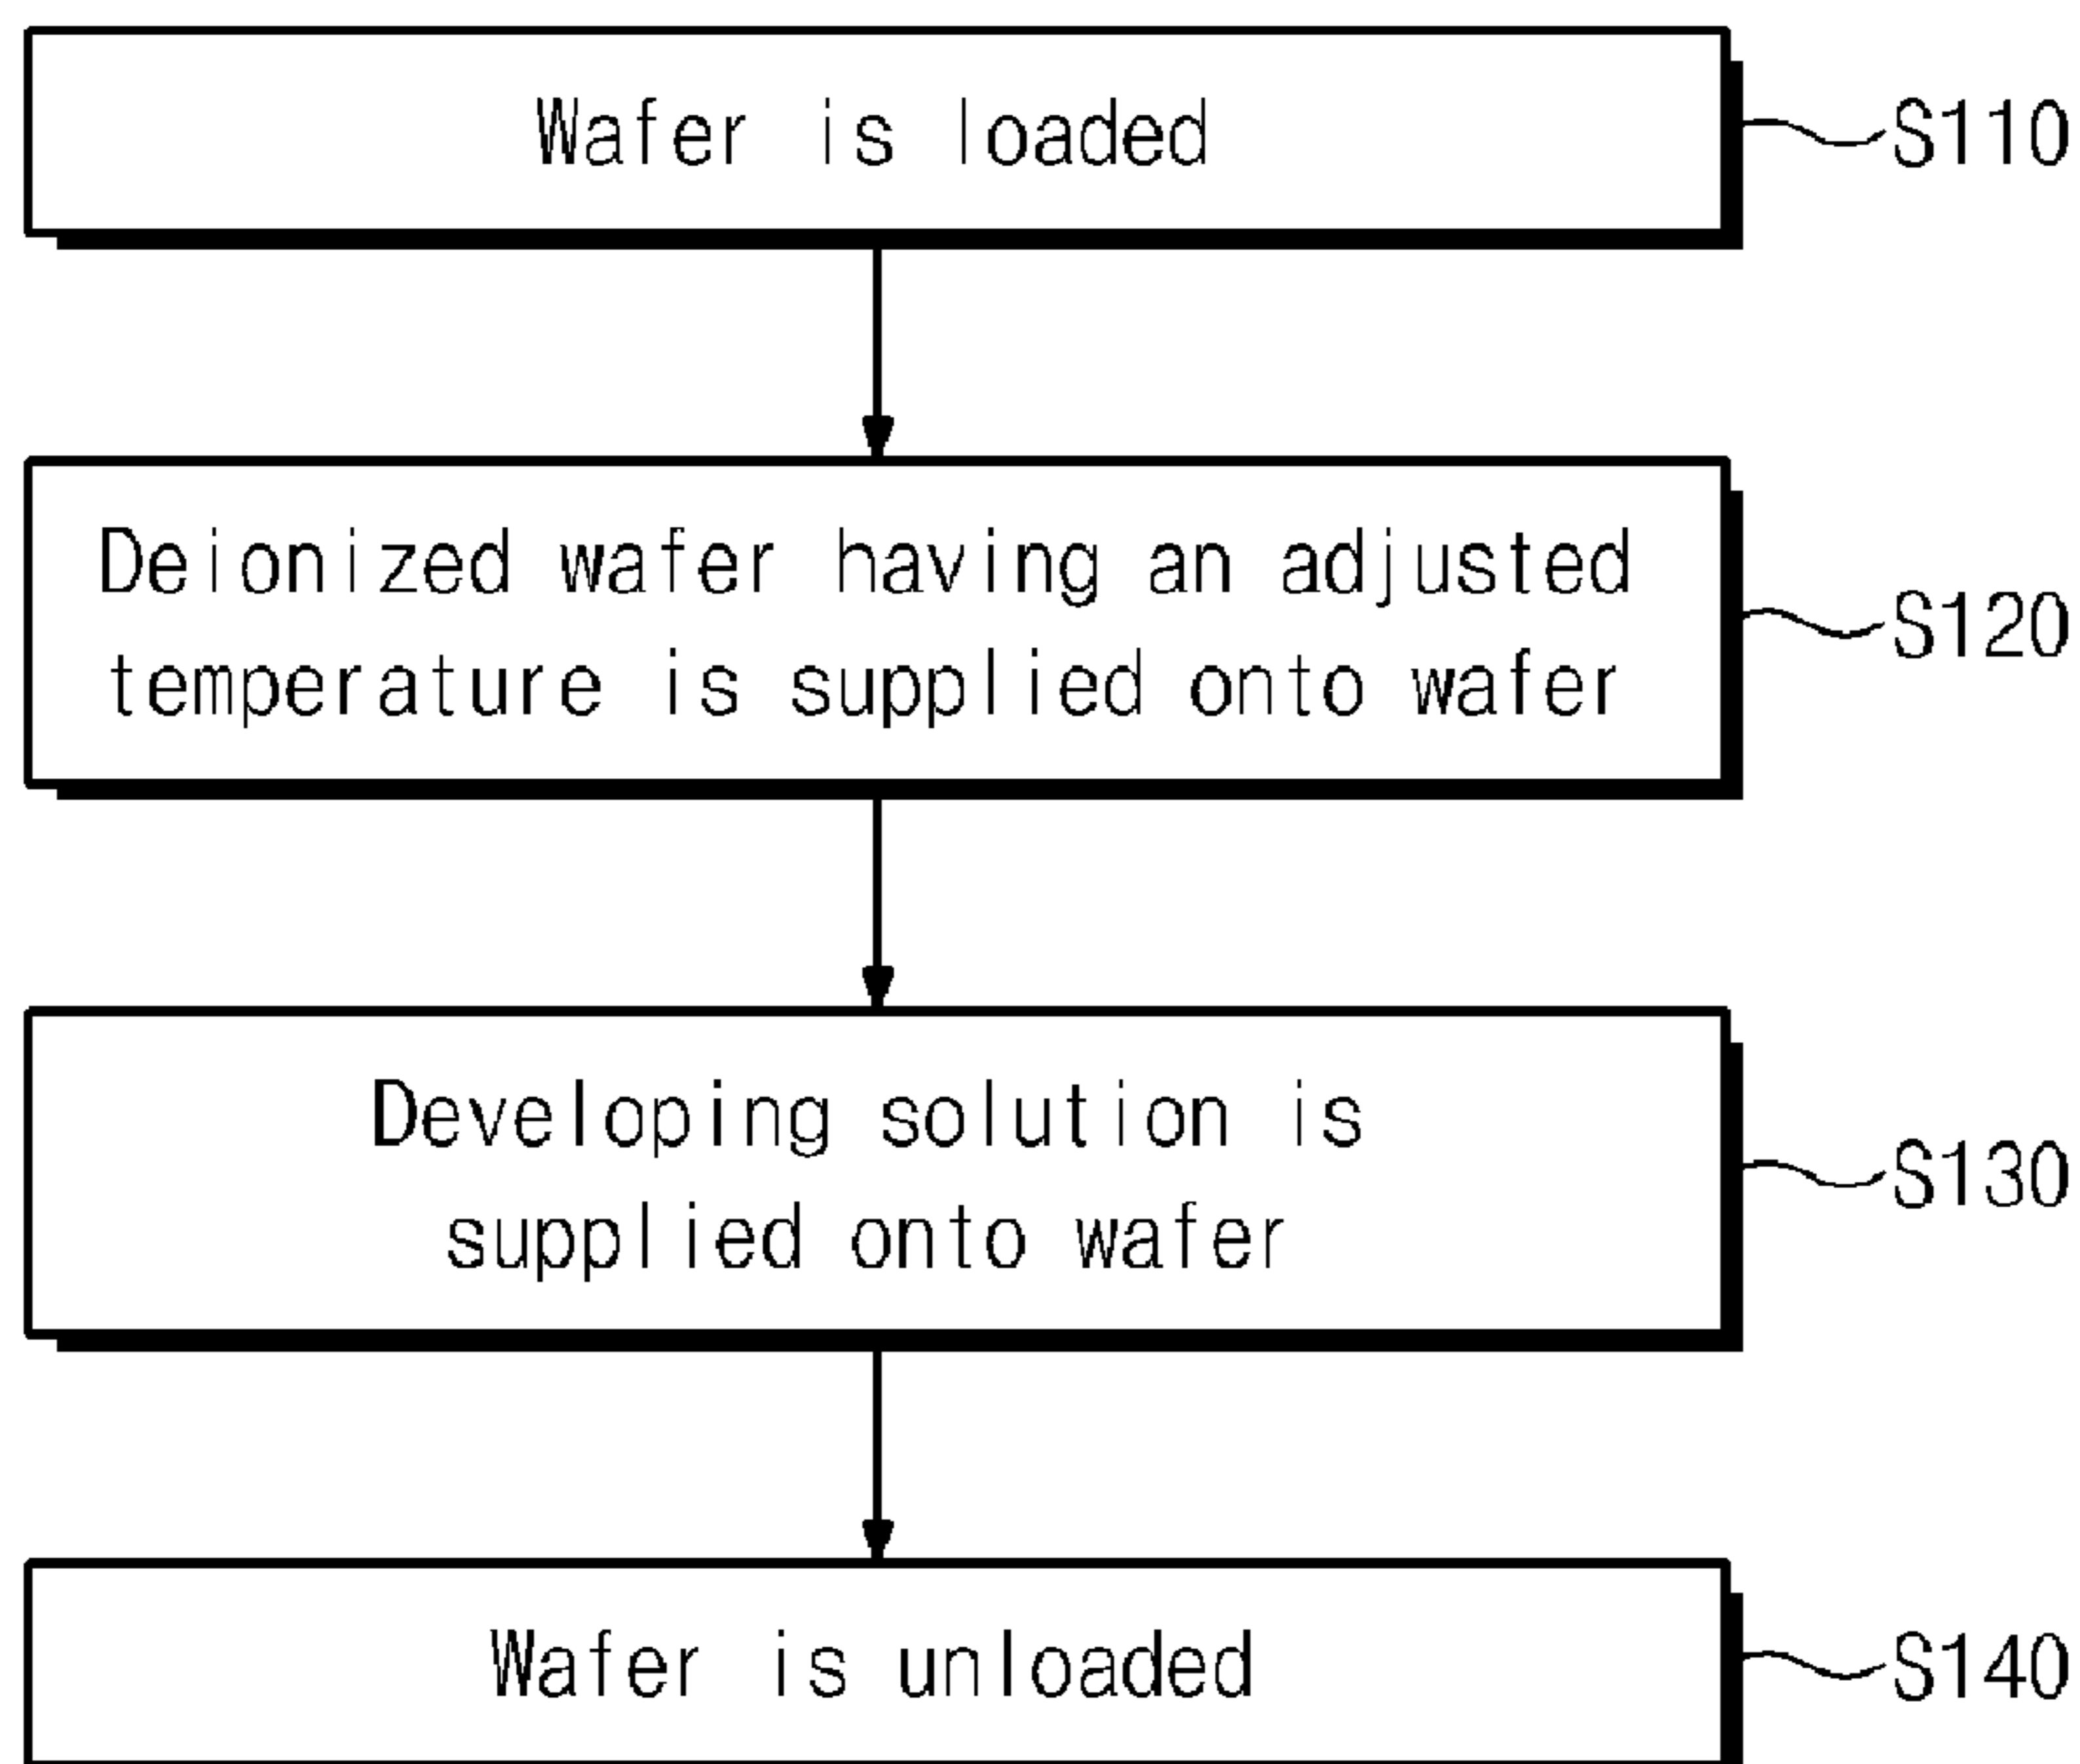 Wafer is loaded
S110
Deionized wafer having an adjusted
temperature is supplied onto wafer
S120
Developing solution is
supplied onto wafer
S130
Wafer is unloaded
S140